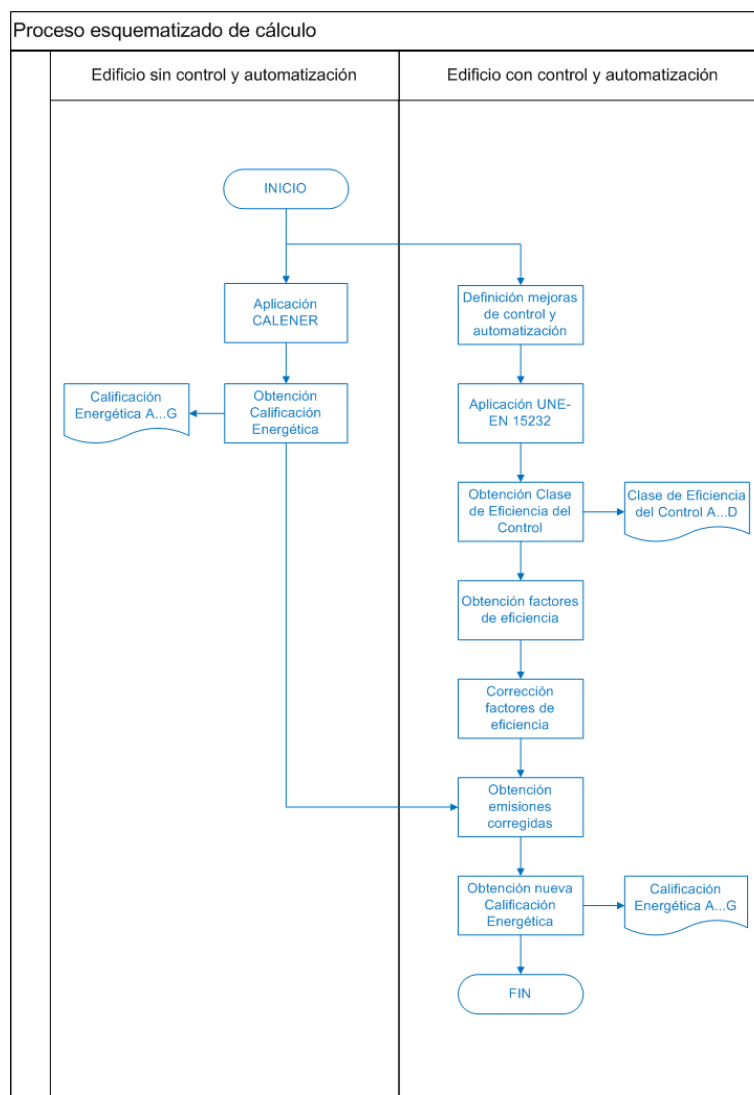 Proceso esquematizado de cálculo
Edificio sin control y automatización
Edificio con control y automatización
INICIO
Aplicación
CALENER
Definición mejoras
de control y
automatización
Calificación
Energética A...G
Obtención
Calificación
Energética
Aplicación UNE-
EN 15232
Obtención Clase
de Eficiencia del
Control
Clase de Eficiencia
del Control A...D
Obtención factores
de eficiencia
Corrección
factores de
eficiencia
Obtención
emisiones
corregidas
Obtención nueva
Calificación
Energética
Calificación
Energética A...G
FIN